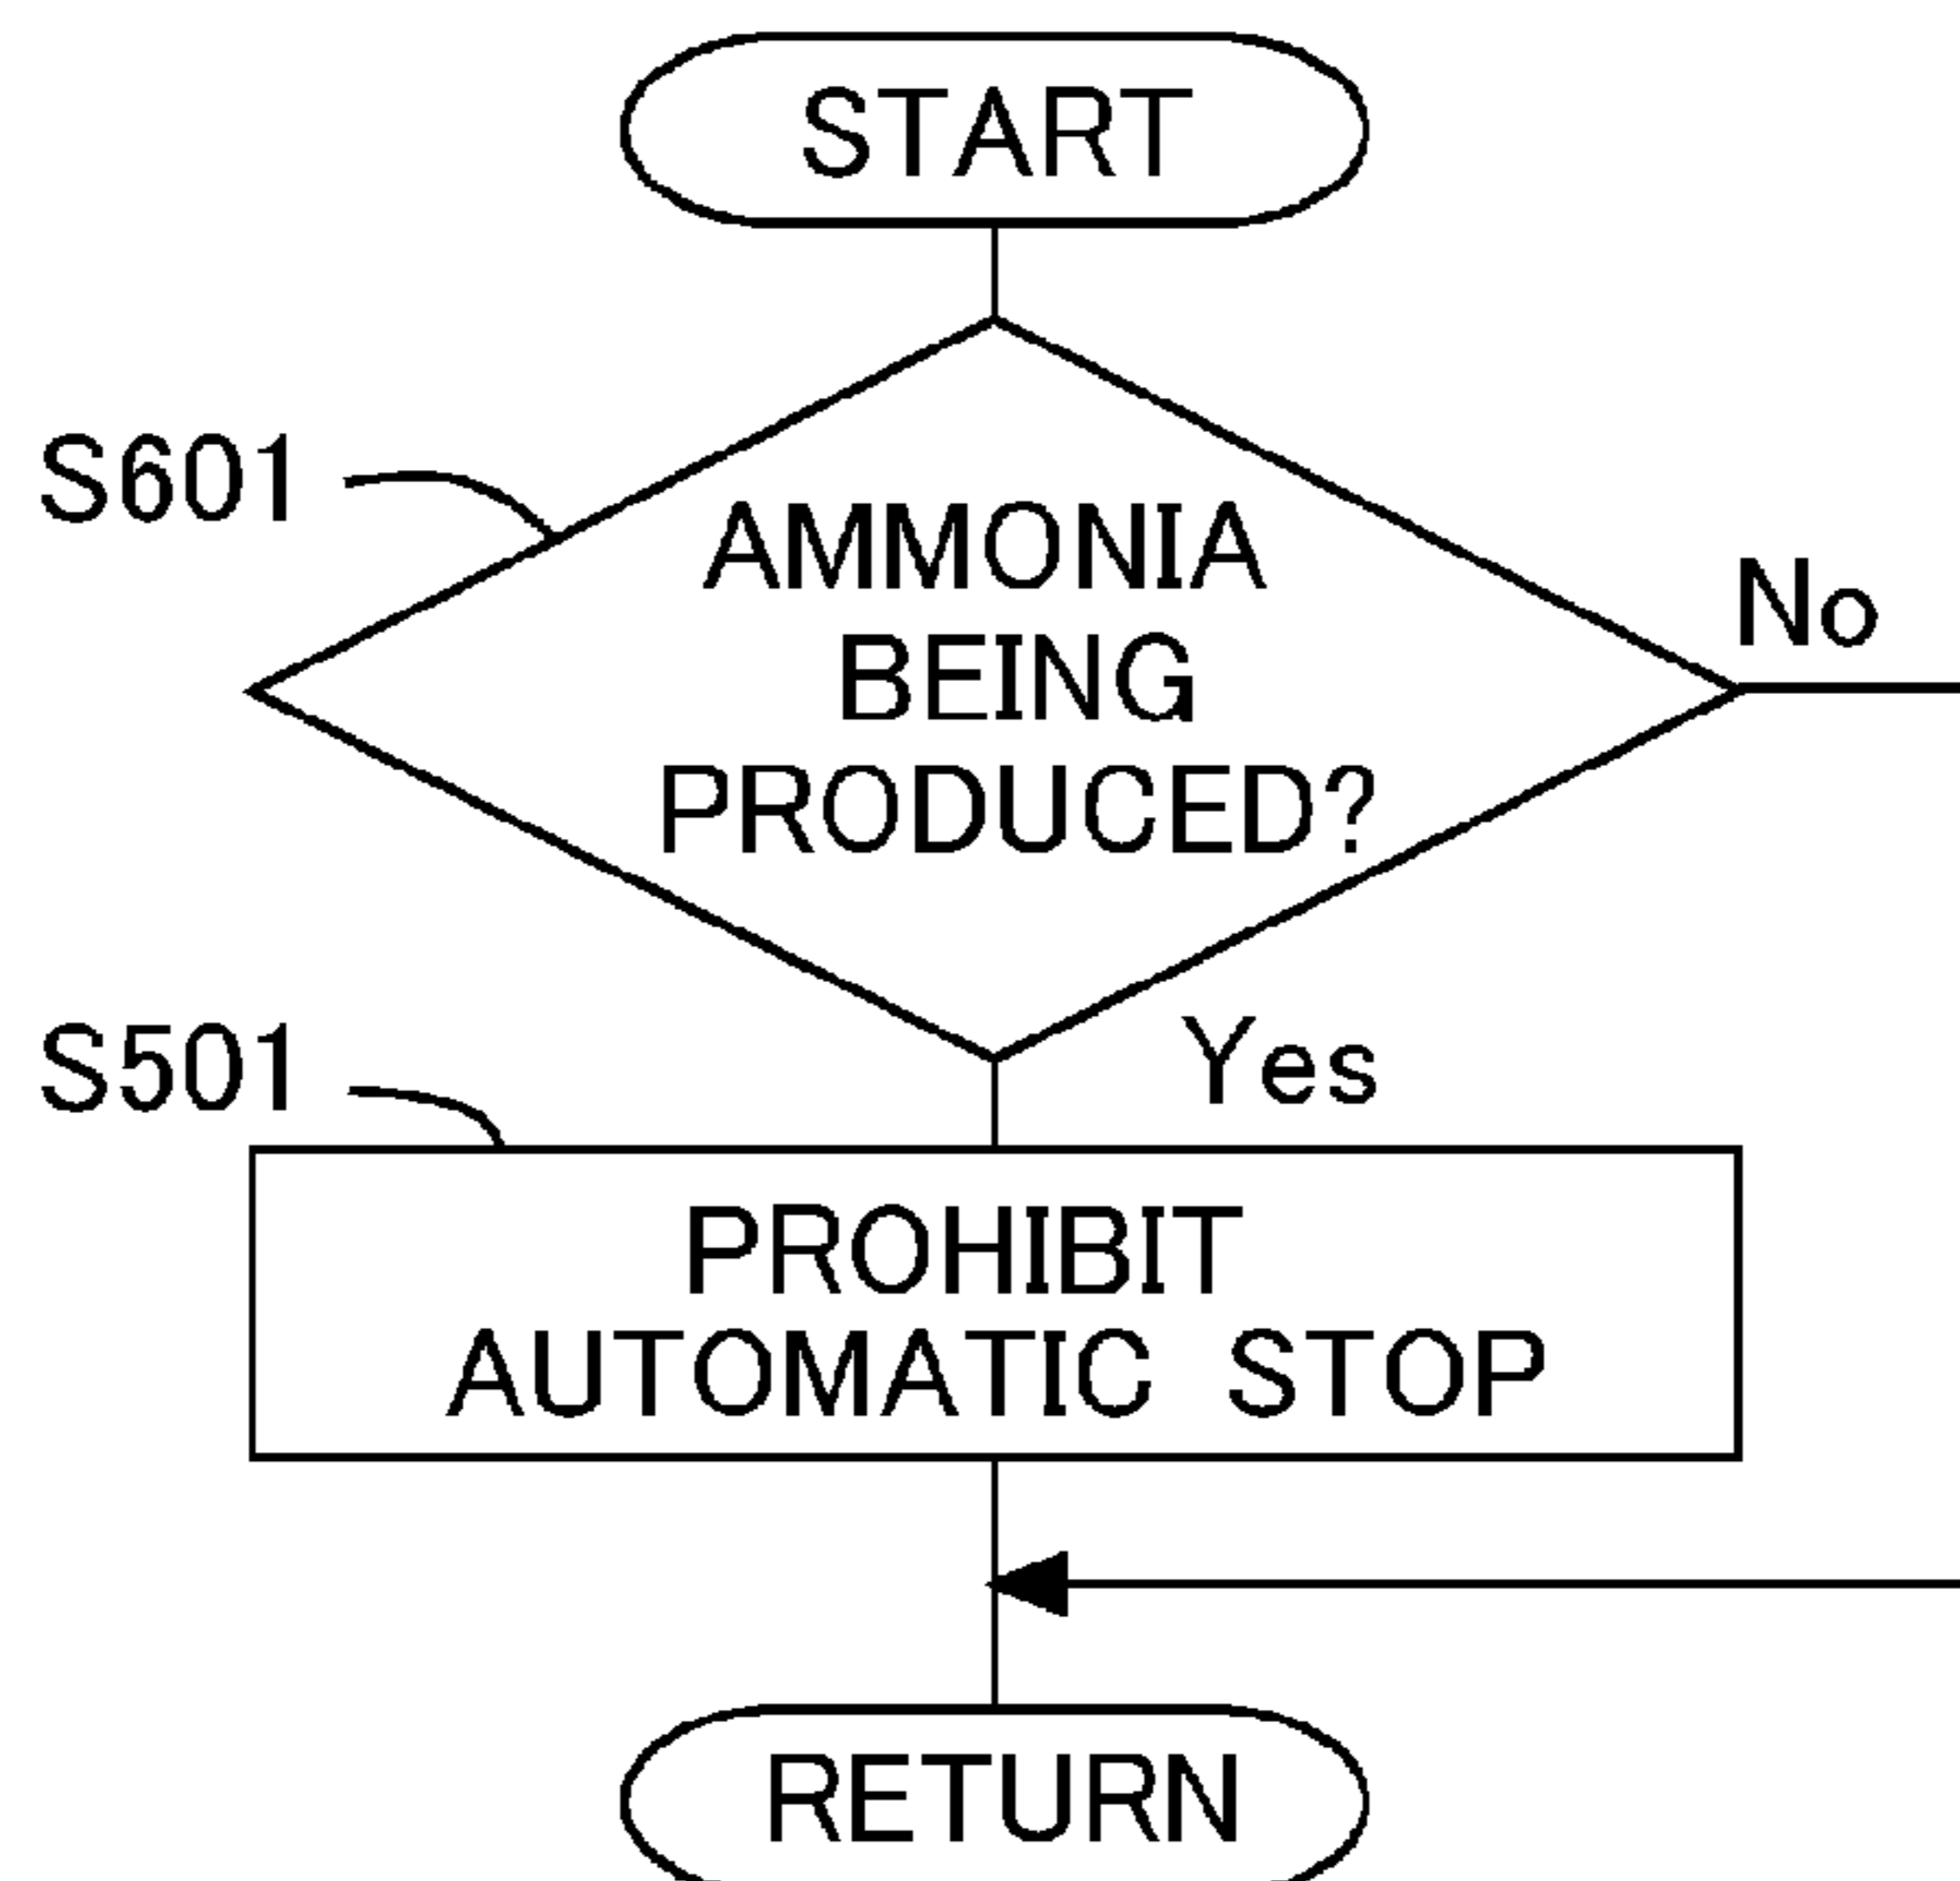 START
S601
AMMONIA
BEING
PRODUCED?
No
Yes
S501
PROHIBIT
AUTOMATIC STOP
RETURN